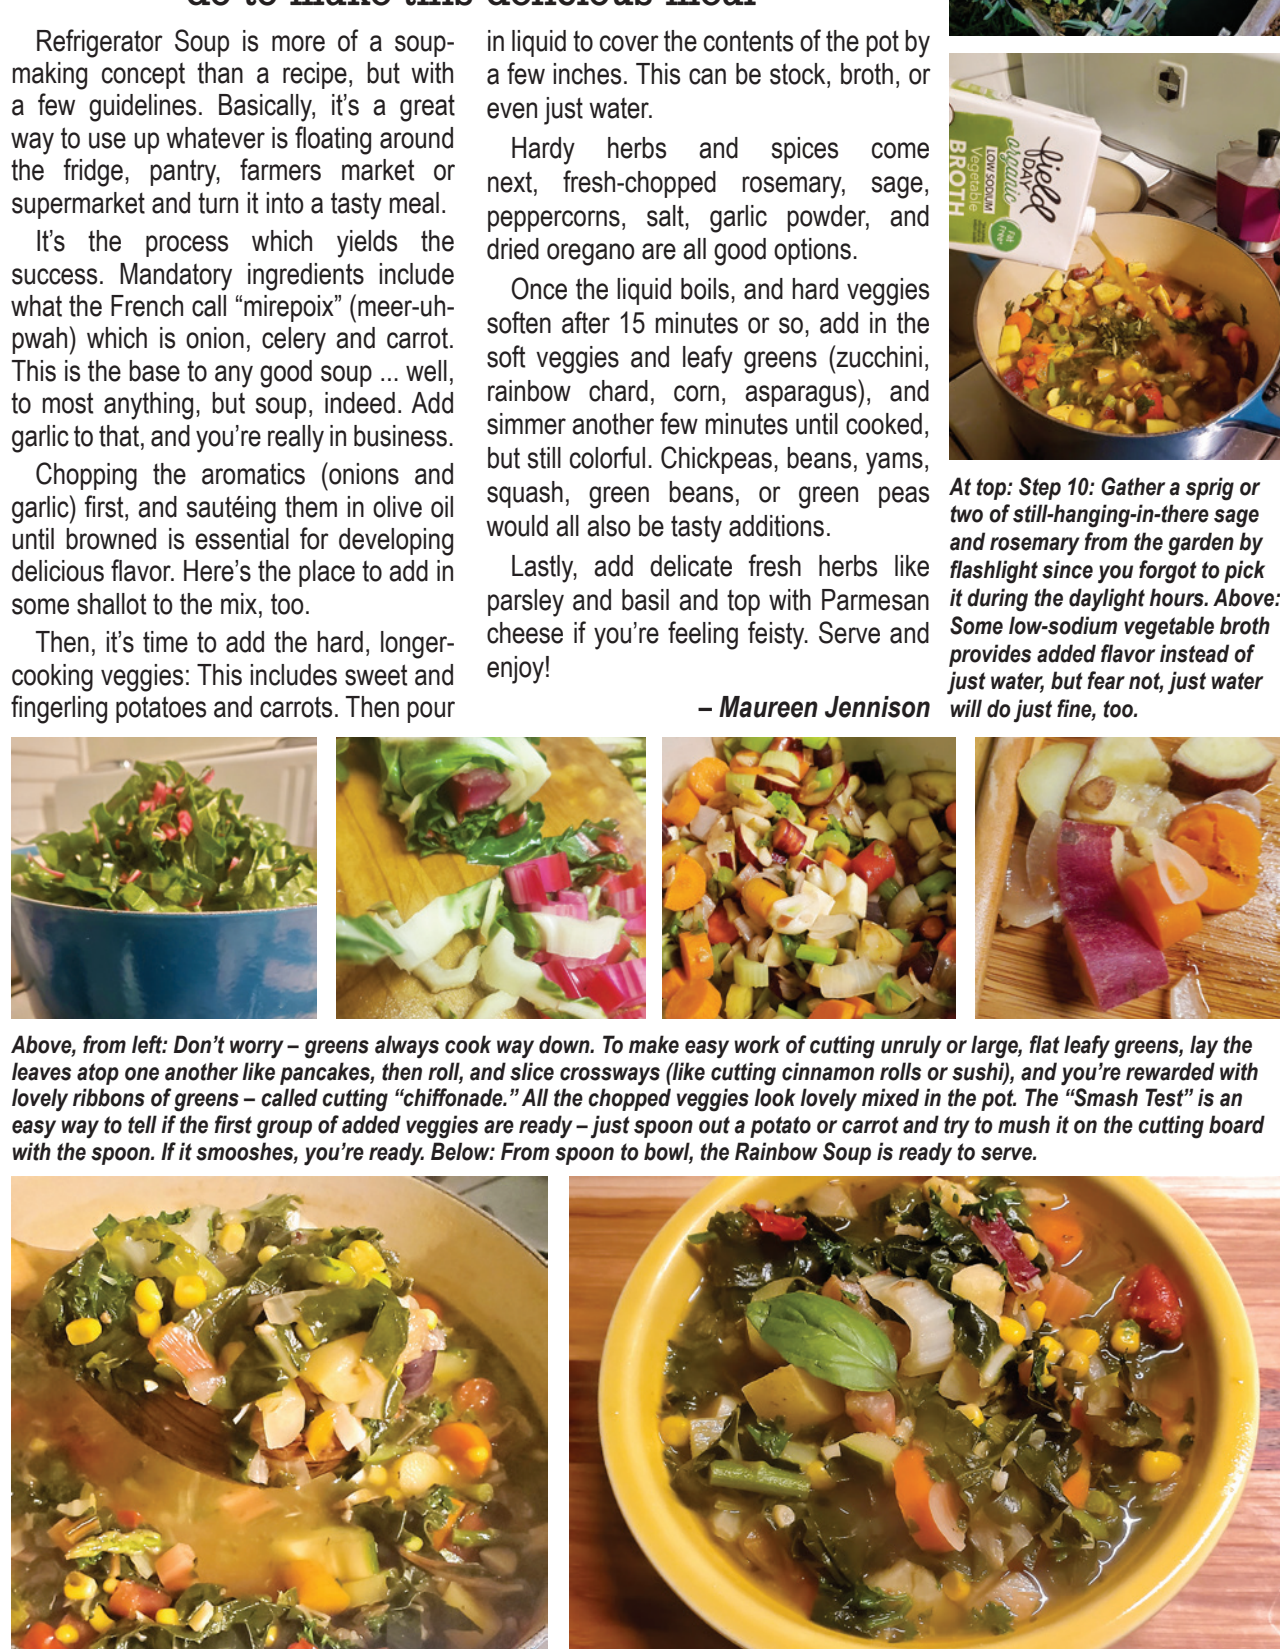 do to make this delicious meal
Refrigerator Soup is more of a soup-
making concept than a recipe, but with
a few guidelines. Basically, it's a great
way to use up whatever is floating around
the fridge, pantry, farmers market or
supermarket and turn it into a tasty meal.
It's the process which yields the
success. Mandatory ingredients include
what the French call “mirepoix” (meer-uh-
pwah) which is onion, celery and carrot.
This is the base to any good soup ... well,
to most anything, but soup, indeed. Add
garlic to that, and you're really in business.
Chopping the aromatics (onions and
garlic) first, and sautéing them in olive oil
until browned is essential for developing
delicious flavor. Here's the place to add in
some shallot to the mix, too.
Then, it's time to add the hard, longer-
cooking veggies: This includes sweet and
fingerling potatoes and carrots. Then pour
in liquid to cover the contents of the pot by
a few inches. This can be stock, broth, or
even just water.
Hardy herbs and spices come
next, fresh-chopped rosemary, sage,
peppercorns, salt, garlic powder, and
dried oregano are all good options.
Once the liquid boils, and hard veggies
soften after 15 minutes or so, add in the
soft veggies and leafy greens (zucchini,
rainbow chard, corn, asparagus), and
simmer another few minutes until cooked,
but still colorful. Chickpeas, beans, yams,
squash, green beans, or green peas
would all also be tasty additions.
Lastly, add delicate fresh herbs like
parsley and basil and top with Parmesan
cheese if you're feeling feisty. Serve and
enjoy!
– Maureen Jennison
field
DAY
organic
LOW SODIUM
Vegetable
BROTH
Fat
Free
At top: Step 10: Gather a sprig or
two of still-hanging-in-there sage
and rosemary from the garden by
flashlight since you forgot to pick
it during the daylight hours. Above:
Some low-sodium vegetable broth
provides added flavor instead of
just water, but fear not, just water
will do just fine, too.
Above, from left: Don't worry – greens always cook way down. To make easy work of cutting unruly or large, flat leafy greens, lay the
leaves atop one another like pancakes, then roll, and slice crossways (like cutting cinnamon rolls or sushi), and you're rewarded with
lovely ribbons of greens – called cutting “chiffonade.” All the chopped veggies look lovely mixed in the pot. The “Smash Test” is an
easy way to tell if the first group of added veggies are ready – just spoon out a potato or carrot and try to mush it on the cutting board
with the spoon. If it smooshes, you're ready. Below: From spoon to bowl, the Rainbow Soup is ready to serve.